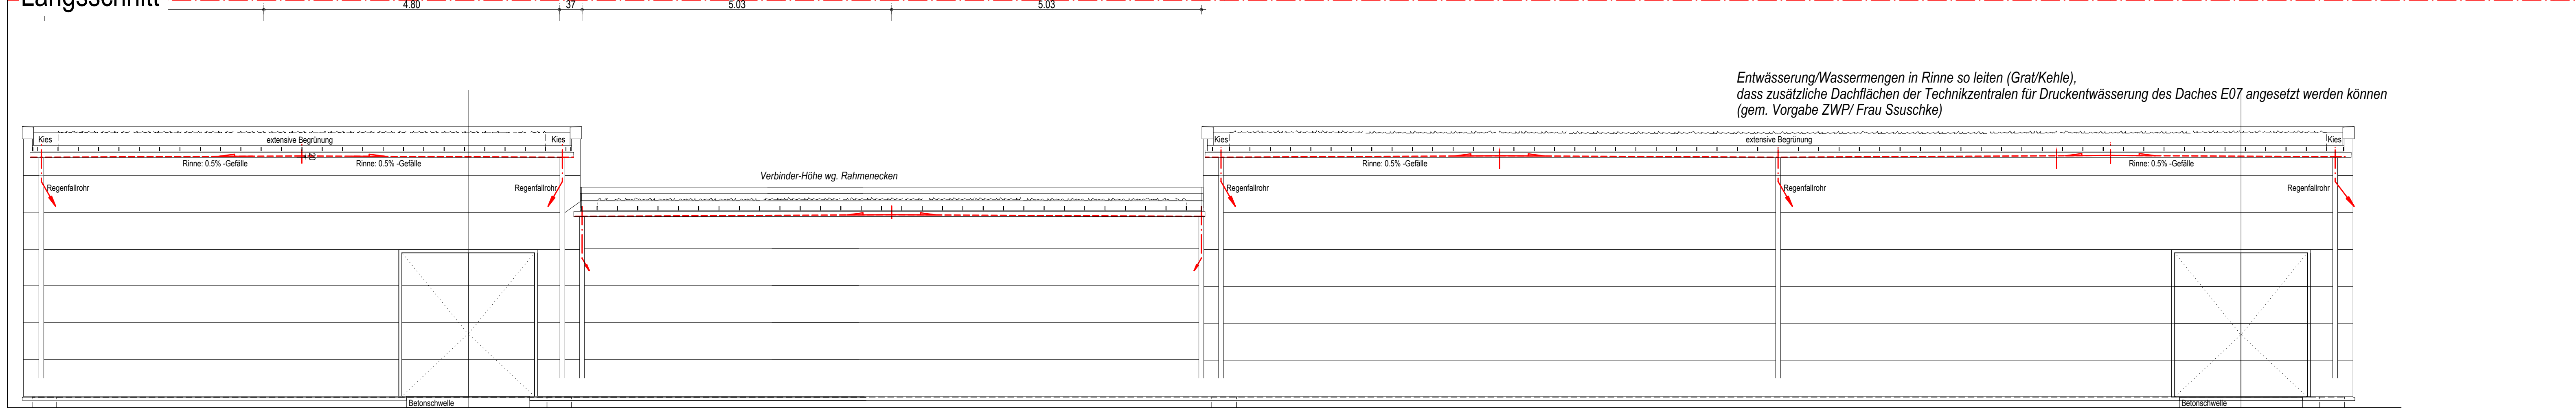 Längsschnitt
4.80
37
5.03
5.03
Entwässerung/Wassermengen in Rinne so leiten (Grat/Kehle),
dass zusätzliche Dachflächen der Technikzentralen für Druckentwässerung des Daches E07 angesetzt werden können
(gem. Vorgabe ZWP/ Frau Ssuschke)
Kies
extensive Begrünung
Kies
Kies
extensive Begrünung
Kies
Rinne: 0.5% -Gefälle
Rinne: 0.5% -Gefälle
Rinne: 0.5% -Gefälle
Rinne: 0.5% -Gefälle
Verbinder-Höhe wg. Rahmenecken
Regenfallrohr
Regenfallrohr
Regenfallrohr
Regenfallrohr
Regenfallrohr
Betonschwelle
Betonschwelle